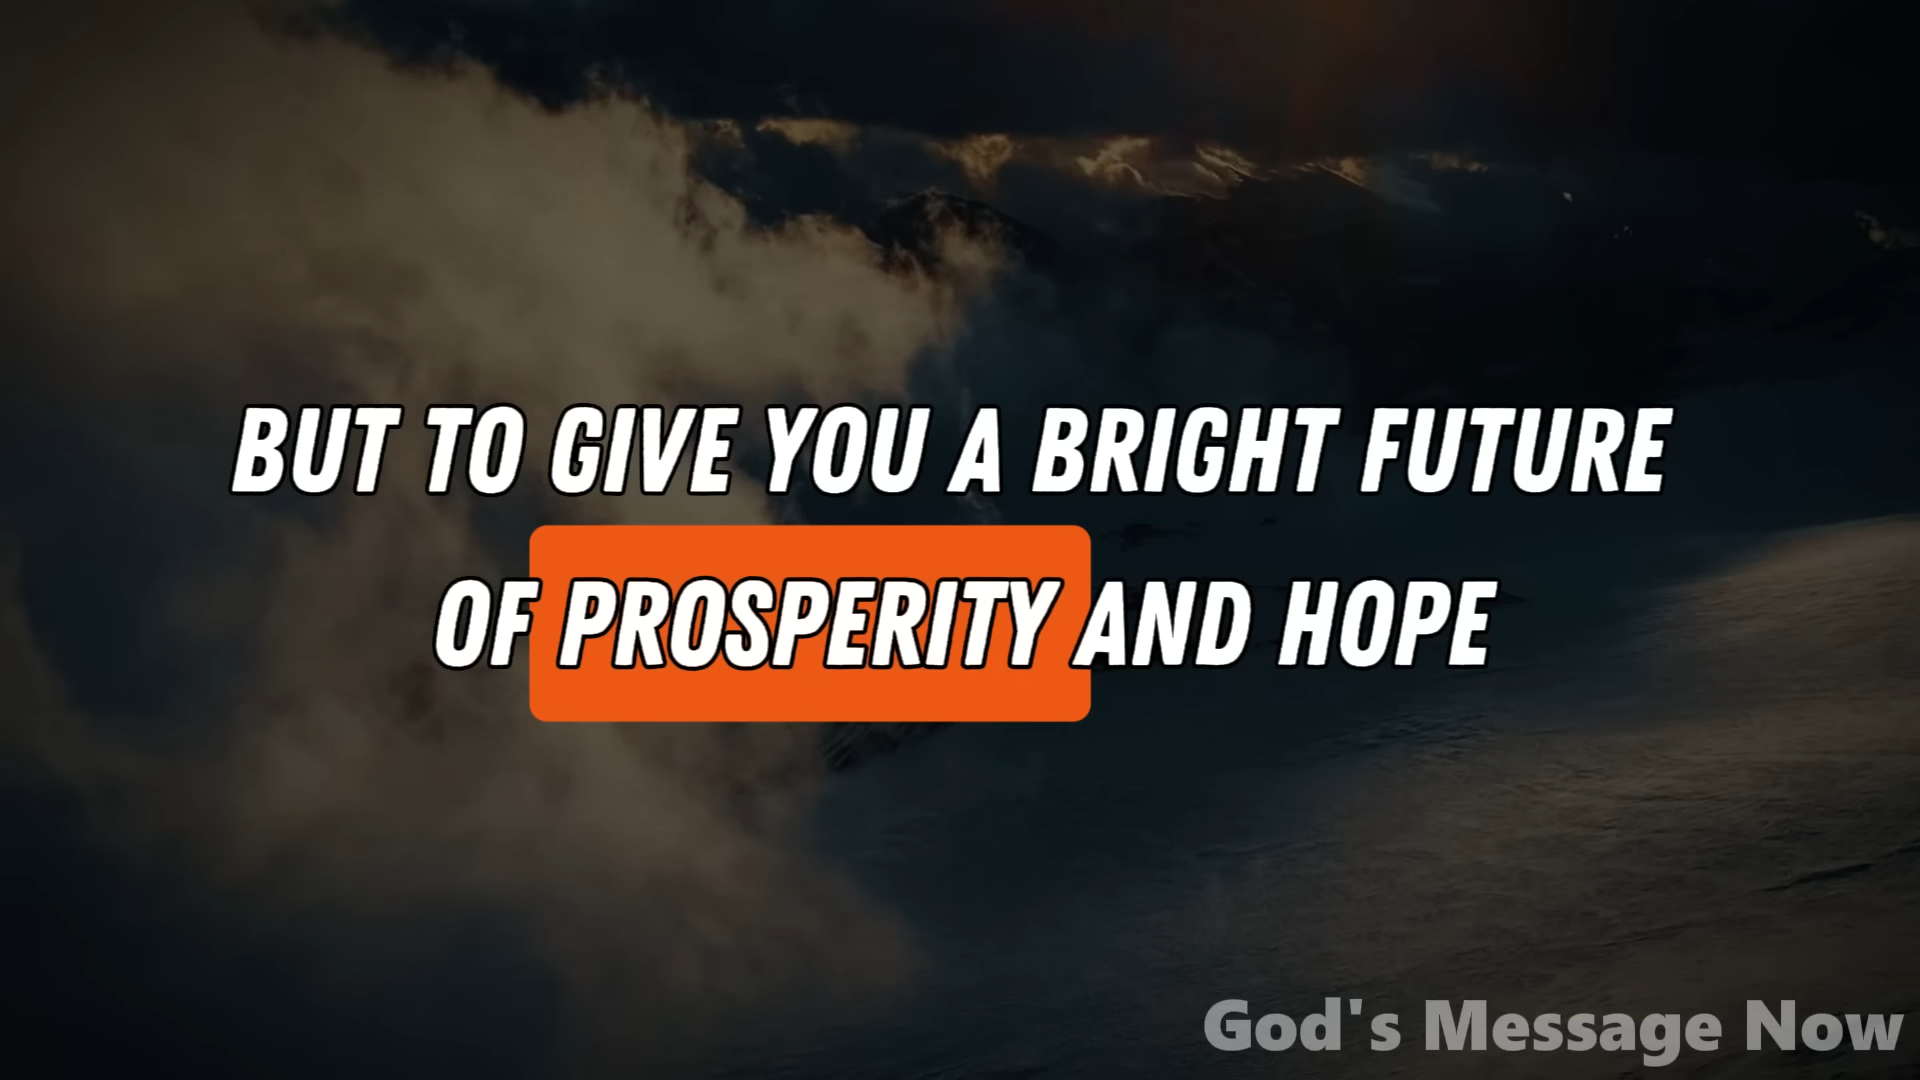 BUT TO GIVE YOU A BRIGHT FUTURE
OF PROSPERITY AND HOPE
God's Message Now